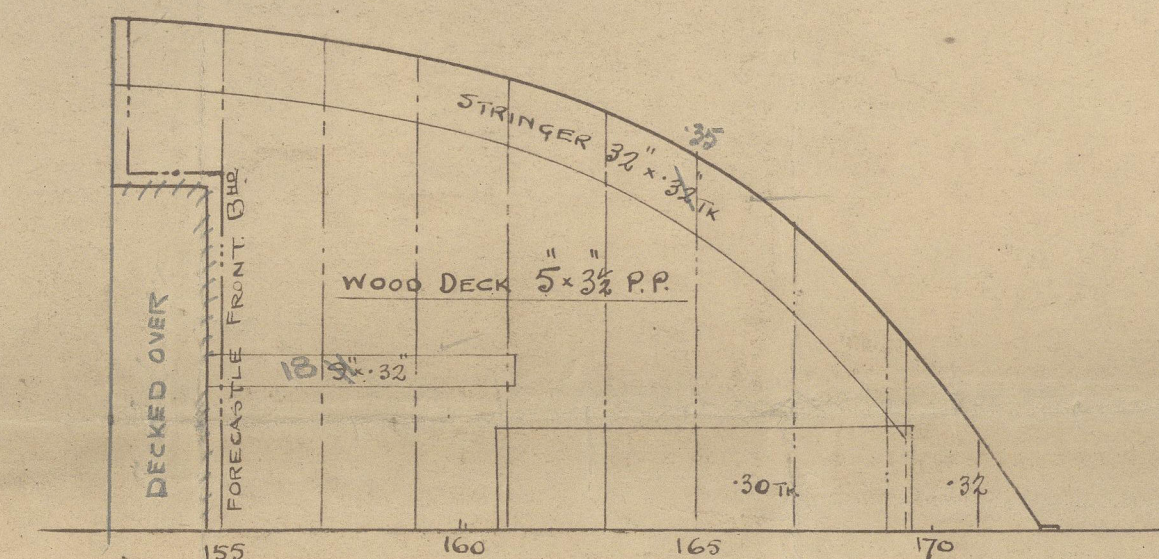 STRINGER 32" × .32" TK
.35
WOOD DECK 5" × 3½" P.P.
DECKED OVER
FORECASTLE FRONT. BHD
18 9" × .32"
.30 TK
.32
155
160
165
170